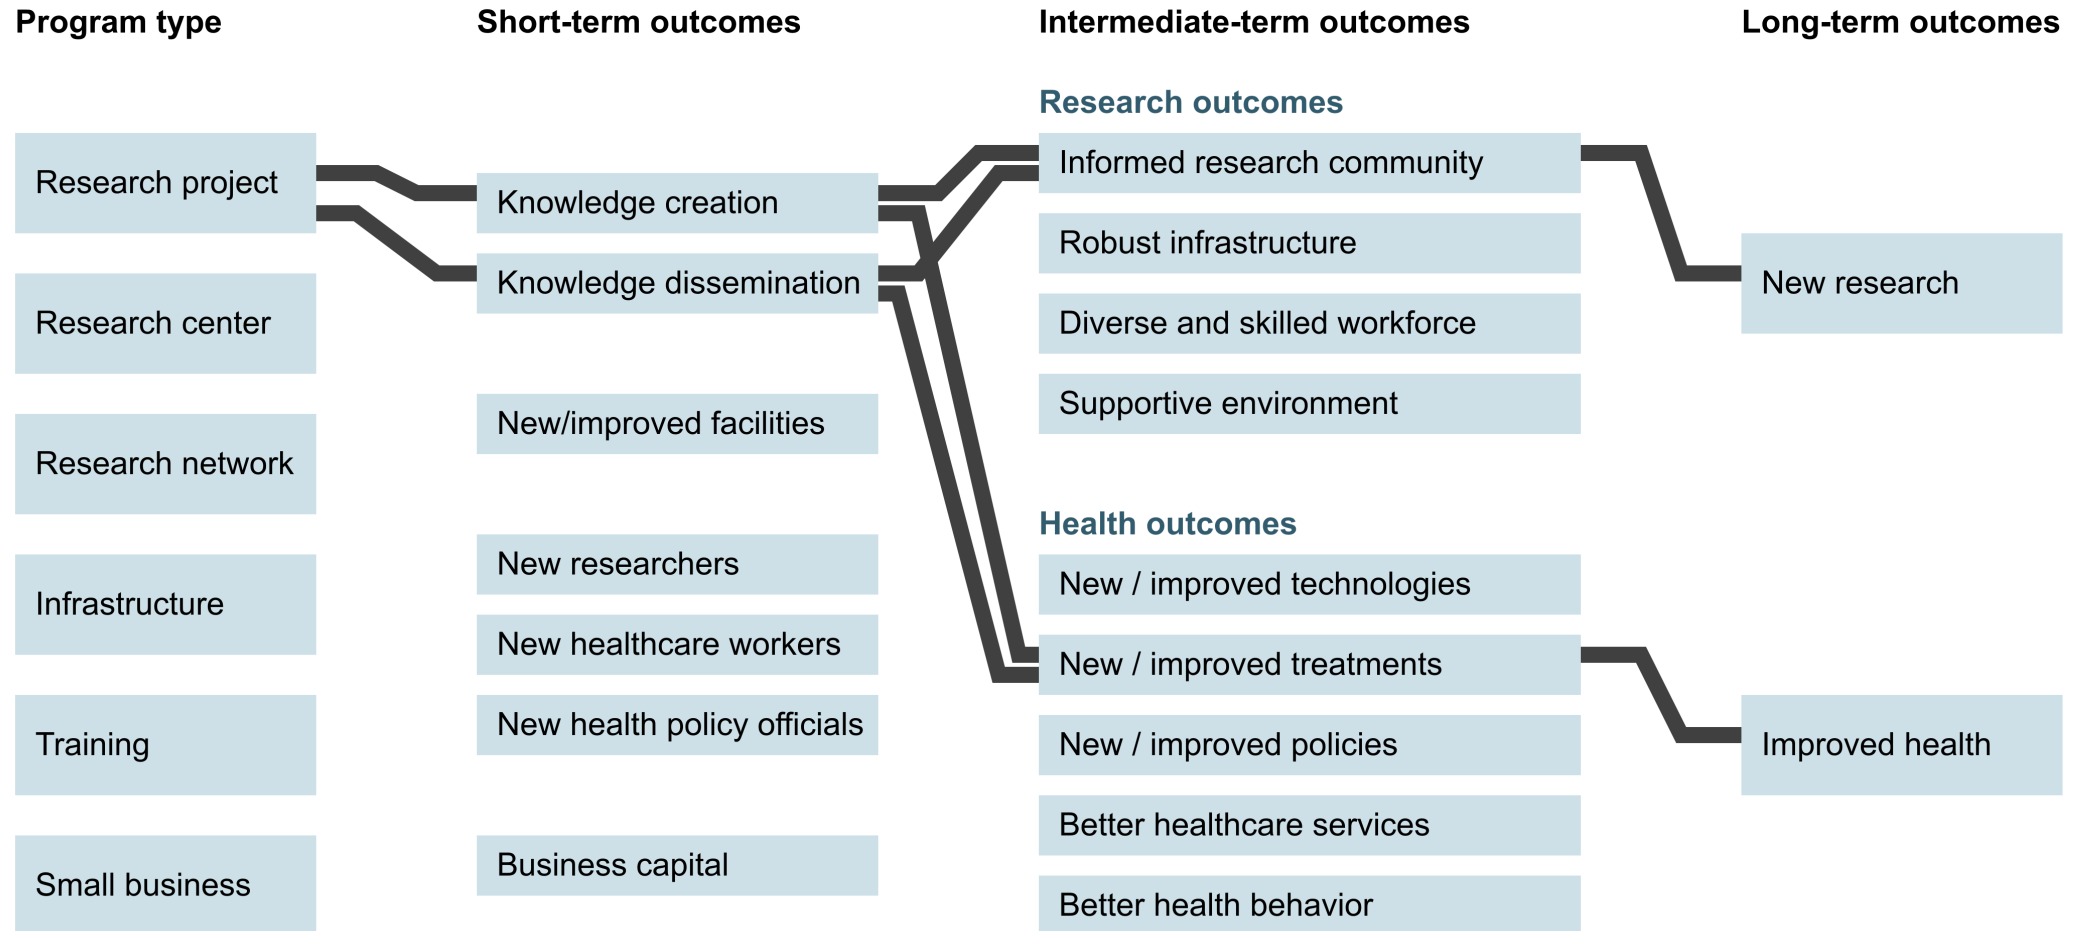 Program type
Short-term outcomes
Intermediate-term outcomes
Long-term outcomes
Research project
Research center
Research network
Infrastructure
Training
Small business
Knowledge creation
Knowledge dissemination
New/improved facilities
New researchers
New healthcare workers
New health policy officials
Business capital
Research outcomes
Informed research community
Robust infrastructure
Diverse and skilled workforce
Supportive environment
Health outcomes
New / improved technologies
New / improved treatments
New / improved policies
Better healthcare services
Better health behavior
New research
Improved health